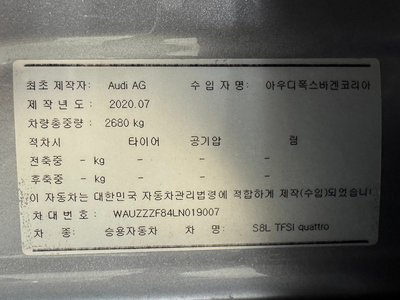 최초 제작자: Audi AG 수 입 자 명: 아우디폭스바겐코리아
제 작 년 도 : 2020.07
차량총중량 : 2680 kg
적차시 타이어 공기압 림
전축중 - kg - - -
후축중 - kg - - -
이 자동차는 대한민국 자동차관리법령에 적합하게 제작(수입)되었습니
차 대 번 호 : WAUZZZF84LN019007
차 종: 승용자동차 차 명: S8L TFSI quattro